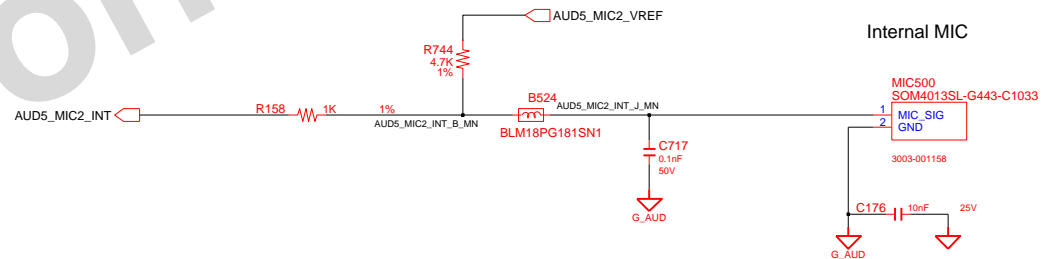 AUD5_MIC2_VREF
Internal MIC
R744
4.7K
1%
MIC500
SOM4013SL-G443-C1033
B524
AUD5_MIC2_INT_J_MN
R158
1K
1%
1
MIC_SIG
AUD5_MIC2_INT
AUD5_MIC2_INT_B_MN
2
GND
BLM18PG181SN1
C717
0.1nF
50V
3003-001158
G_AUD
C176
10nF
25V
G_AUD